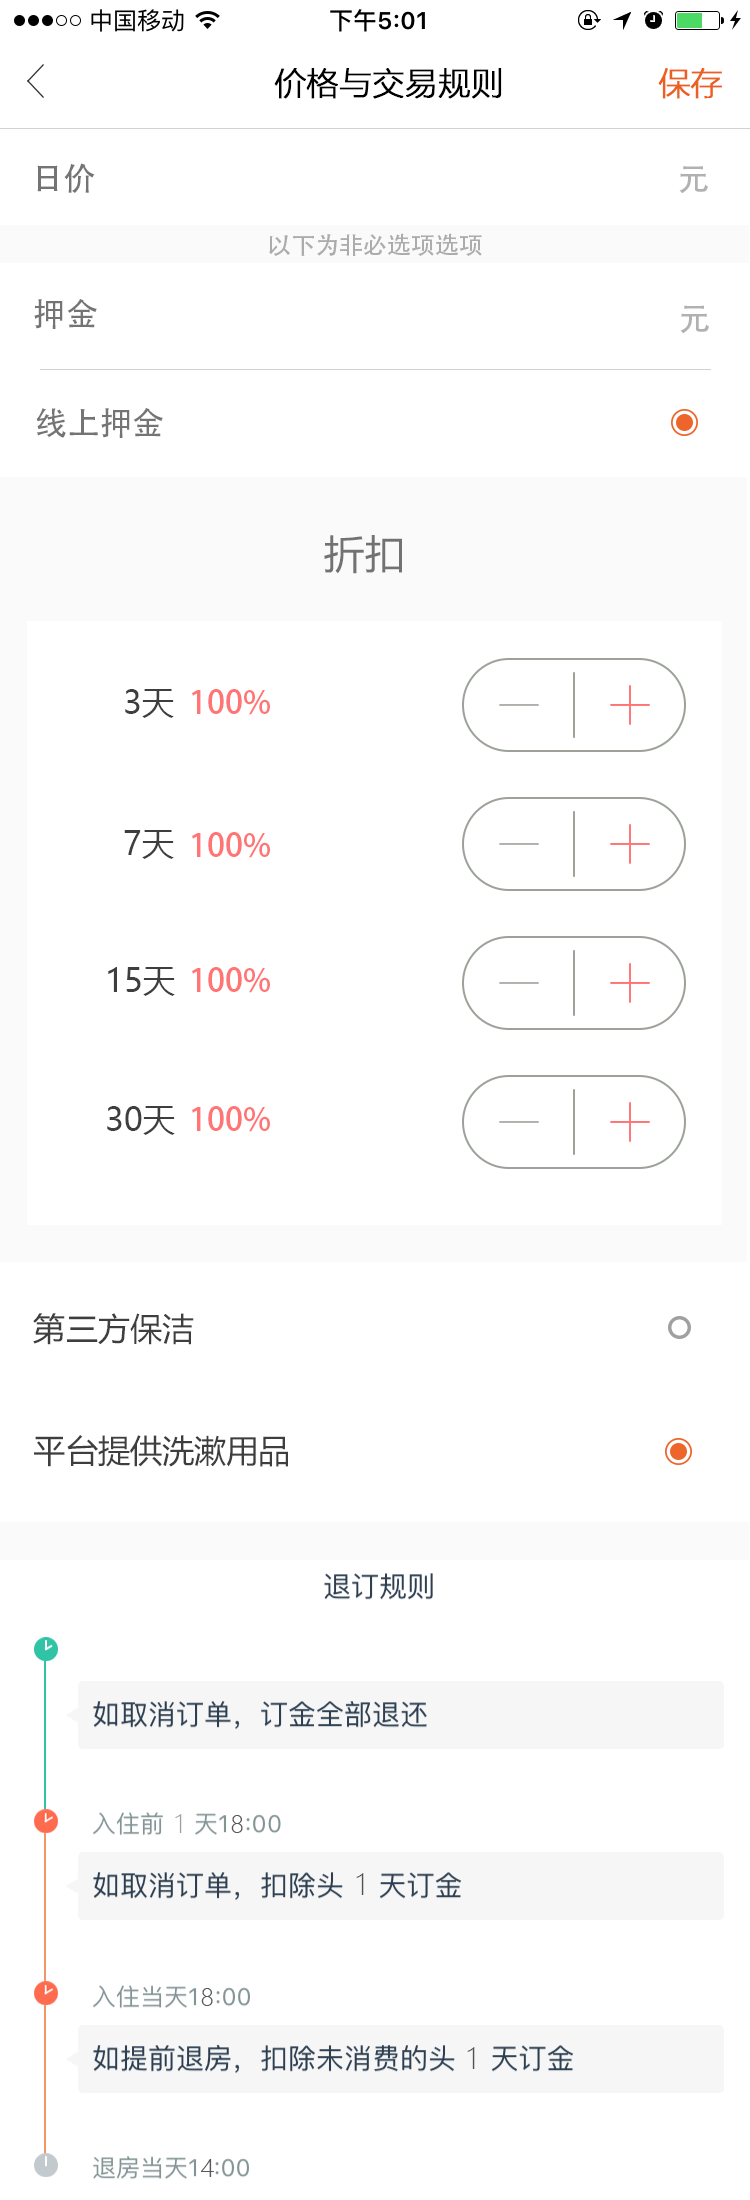 中国移动 下午5:01
价格与交易规则 保存
日价 元
以下为非必选项选项
押金 元
线上押金
折扣
3天 100%
7天 100%
15天 100%
30天 100%
第三方保洁
平台提供洗漱用品
退订规则
如取消订单，订金全部退还
入住前 1 天18:00
如取消订单，扣除头 1 天订金
入住当天18:00
如提前退房，扣除未消费的头 1 天订金
退房当天14:00